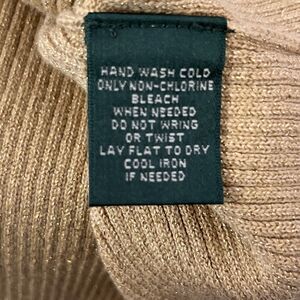 HAND WASH COLD
ONLY NON-CHLORINE
BLEACH
WHEN NEEDED
DO NOT WRING
OR TWIST
LAY FLAT TO DRY
COOL IRON
IF NEEDED